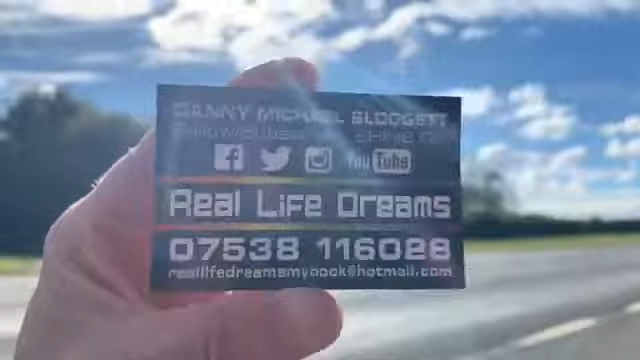 DANNY MICHAEL BLODGETT
YouTube
Real Life Dreams
07538 116028
reallifedreamsmybook@hotmail.com